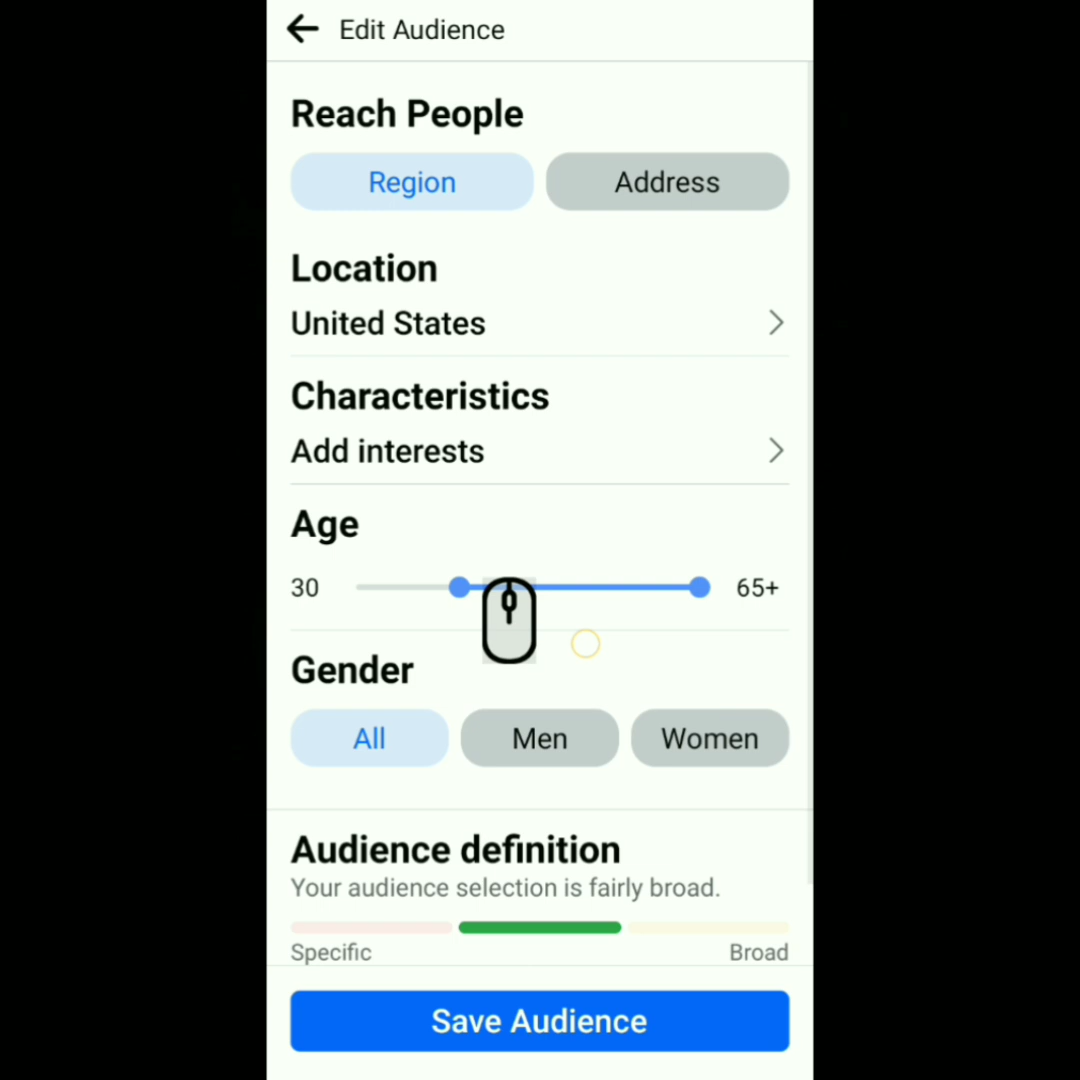 Edit Audience
Reach People
Region Address
Location
United States
Characteristics
Add interests
Age
30 65+
Gender
All Men Women
Audience definition
Your audience selection is fairly broad.
Specific Broad
Save Audience